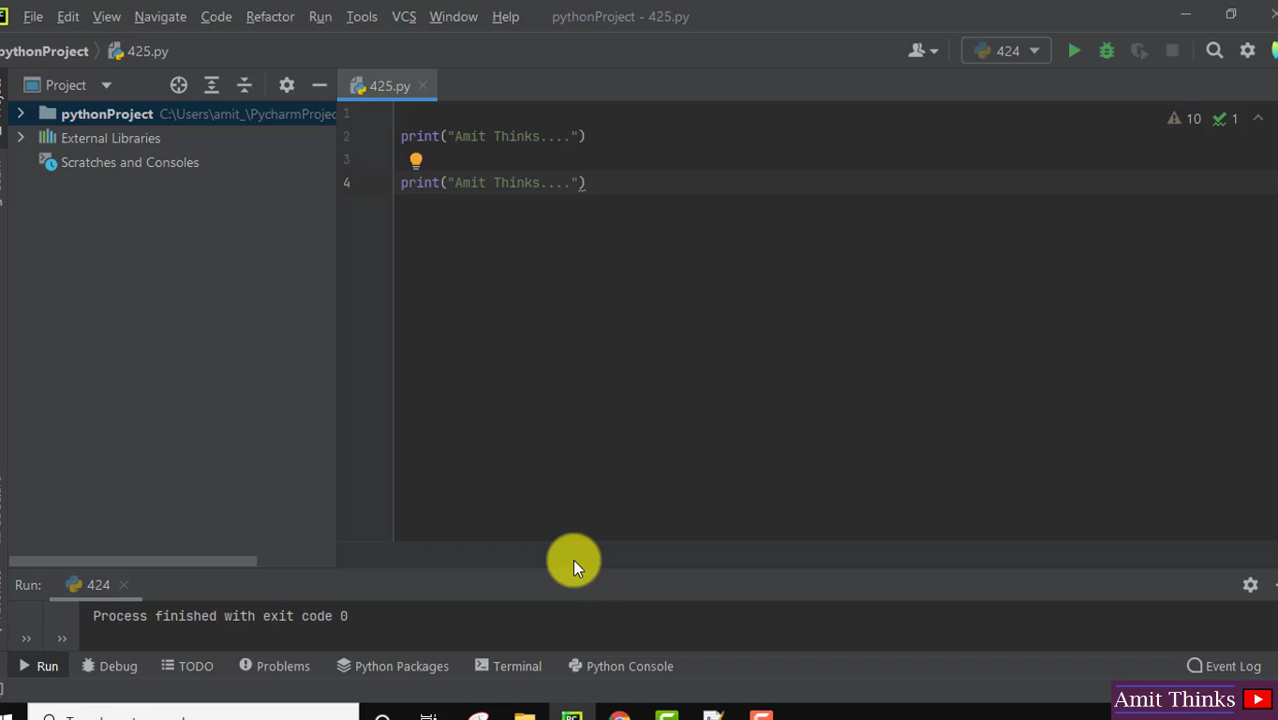 File Edit View Navigate Code Refactor Run Tools VCS Window Help pythonProject - 425.py
pythonProject 425.py 424
Project 425.py
pythonProject C:\Users\amit_\PycharmProjec
External Libraries
Scratches and Consoles
10 1
1
2 print("Amit Thinks....")
3
4 print("Amit Thinks....")
Run: 424
Process finished with exit code 0
Run Debug TODO Problems Python Packages Terminal Python Console Event Log
Amit Thinks